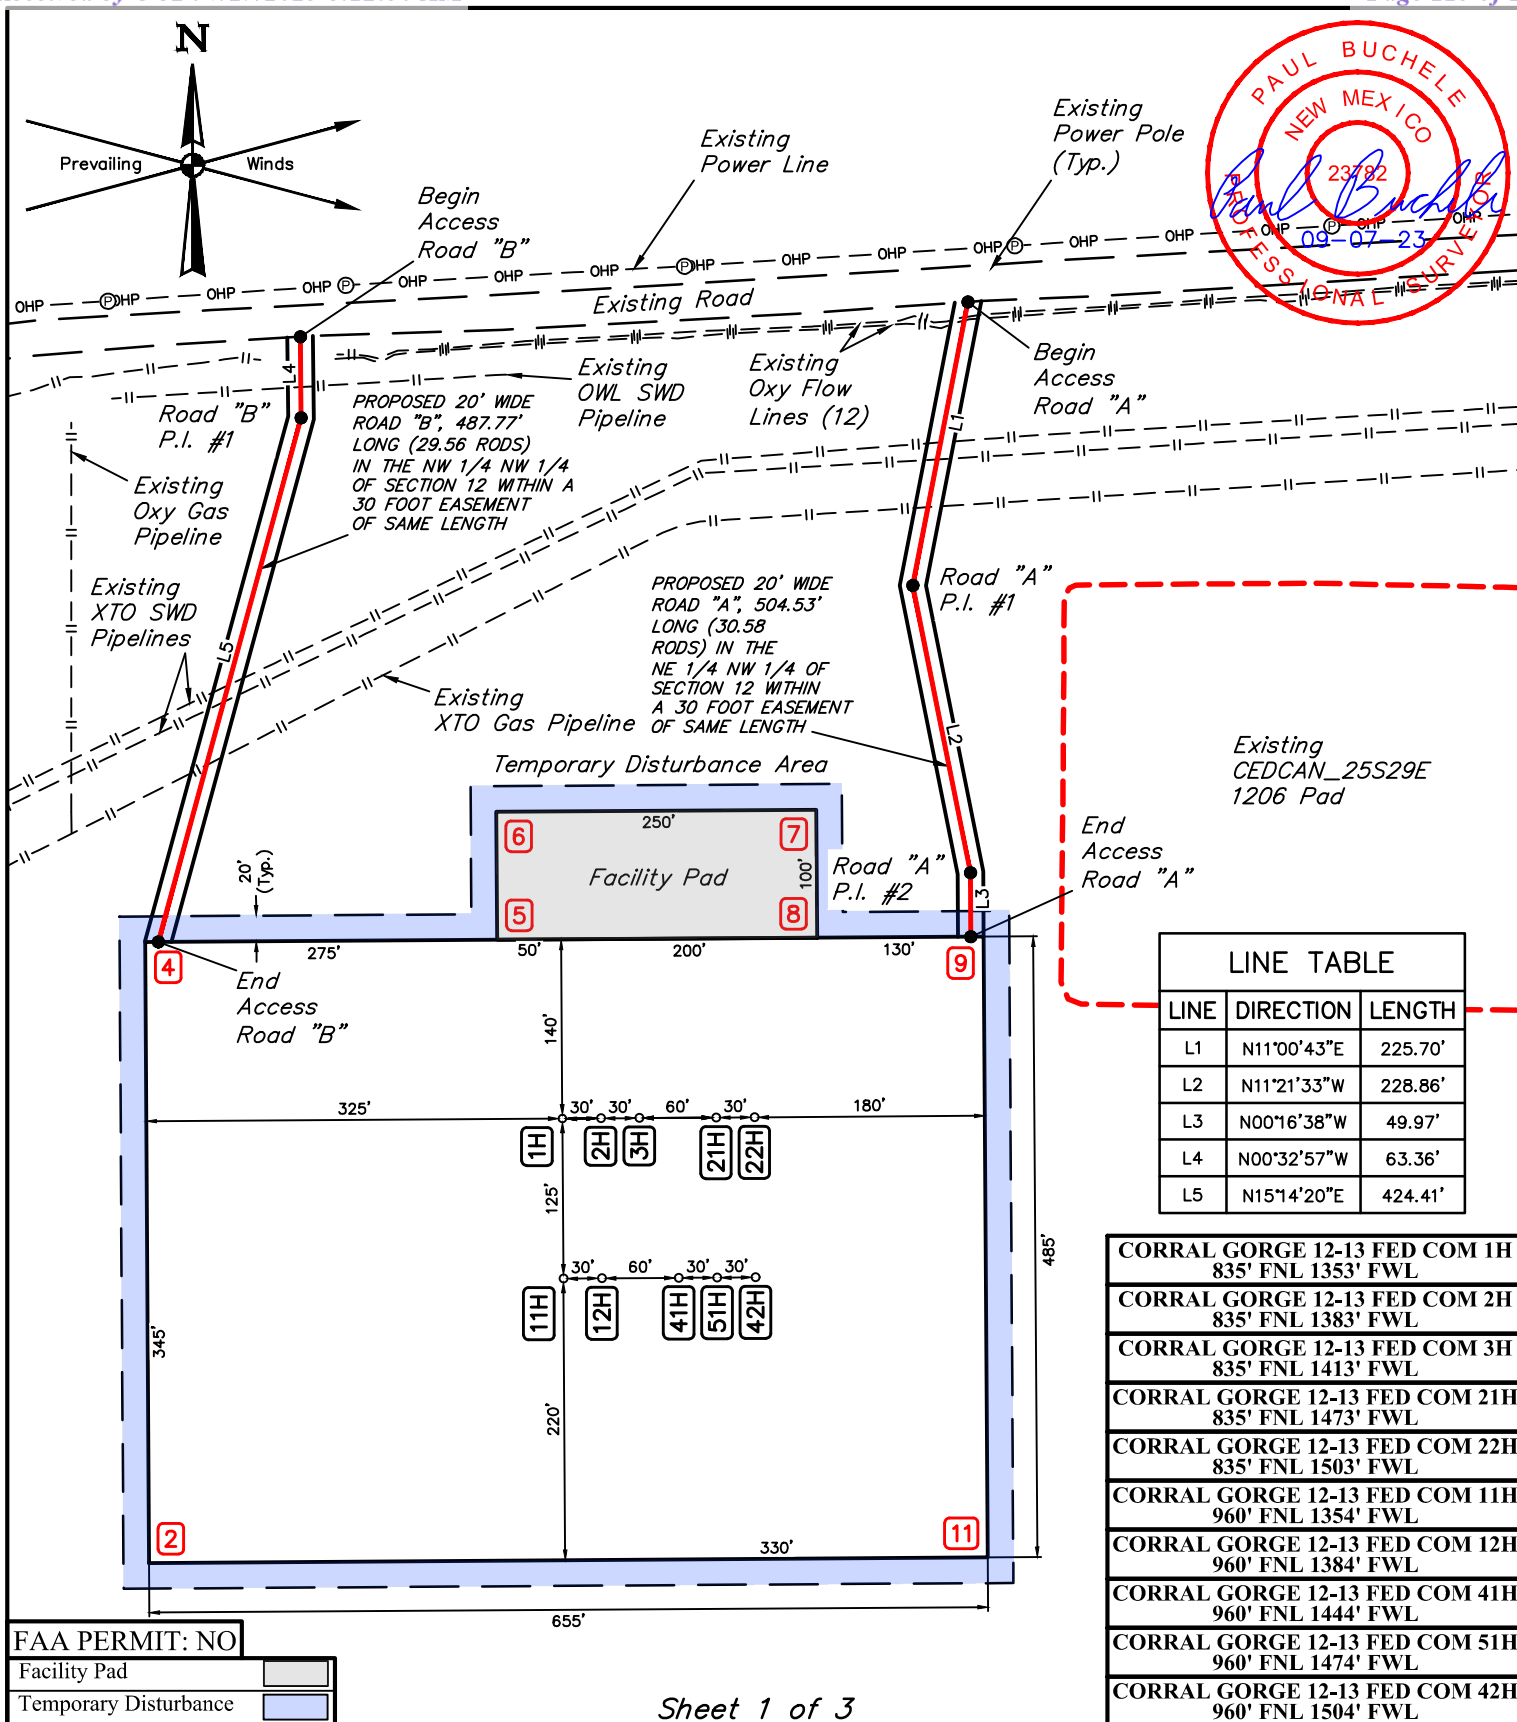 N
Prevailing Winds
PAUL BUCHELE
NEW MEXICO
23782
PROFESSIONAL SURVEYOR
Paul Buchele
09-07-23
Existing
Power Line
Existing
Power Pole
(Typ.)
Begin
Access
Road "B"
OHP P OHP OHP OHP P OHP OHP OHP P OHP OHP OHP OHP P OHP OHP OHP P OHP
Existing Road
L4
Road "B"
P.I. #1
PROPOSED 20' WIDE
ROAD "B", 487.77'
LONG (29.56 RODS)
IN THE NW 1/4 NW 1/4
OF SECTION 12 WITHIN A
30 FOOT EASEMENT
OF SAME LENGTH
Existing
OWL SWD
Pipeline
Existing
Oxy Flow
Lines (12)
Begin
Access
Road "A"
L1
Existing
Oxy Gas
Pipeline
Existing
XTO SWD
Pipelines
L5
PROPOSED 20' WIDE
ROAD "A", 504.53'
LONG (30.58
RODS) IN THE
NE 1/4 NW 1/4 OF
SECTION 12 WITHIN
A 30 FOOT EASEMENT
OF SAME LENGTH
Road "A"
P.I. #1
Existing
XTO Gas Pipeline
L2
Existing
CEDCAN_25S29E
1206 Pad
Temporary Disturbance Area
6 250' 7
Facility Pad
100'
5 8
Road "A"
P.I. #2
L3
End
Access
Road "A"
20'
(Typ.)
275' 50' 200' 130'
4 9
End
Access
Road "B"
140'
325' 30' 30' 60' 30' 180'
1H 2H 3H 21H 22H
125'
30' 60' 30' 30'
11H 12H 41H 51H 42H
485'
345'
220'
2 330' 11
655'
LINE TABLE
LINE DIRECTION LENGTH
L1 N11°00'43"E 225.70'
L2 N11°21'33"W 228.86'
L3 N00°16'38"W 49.97'
L4 N00°32'57"W 63.36'
L5 N15°14'20"E 424.41'
CORRAL GORGE 12-13 FED COM 1H
835' FNL 1353' FWL
CORRAL GORGE 12-13 FED COM 2H
835' FNL 1383' FWL
CORRAL GORGE 12-13 FED COM 3H
835' FNL 1413' FWL
CORRAL GORGE 12-13 FED COM 21H
835' FNL 1473' FWL
CORRAL GORGE 12-13 FED COM 22H
835' FNL 1503' FWL
CORRAL GORGE 12-13 FED COM 11H
960' FNL 1354' FWL
CORRAL GORGE 12-13 FED COM 12H
960' FNL 1384' FWL
CORRAL GORGE 12-13 FED COM 41H
960' FNL 1444' FWL
CORRAL GORGE 12-13 FED COM 51H
960' FNL 1474' FWL
CORRAL GORGE 12-13 FED COM 42H
960' FNL 1504' FWL
FAA PERMIT: NO
Facility Pad
Temporary Disturbance
Sheet 1 of 3